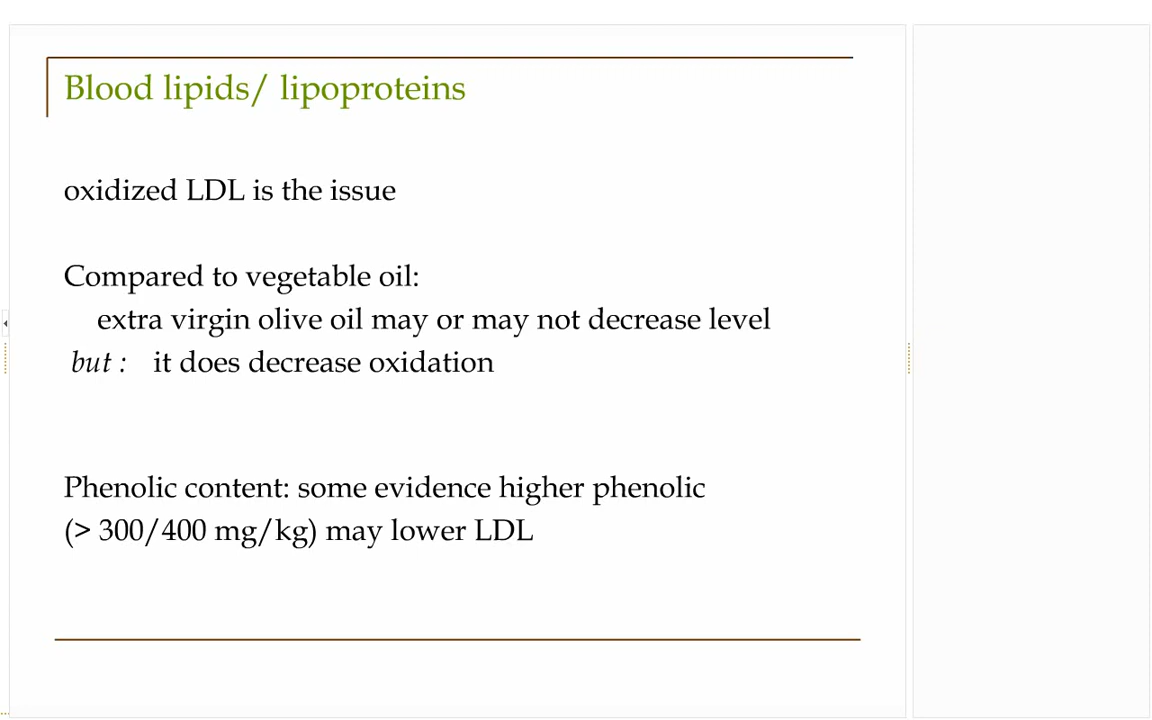 Blood lipids/ lipoproteins
oxidized LDL is the issue
Compared to vegetable oil:
extra virgin olive oil may or may not decrease level
but : it does decrease oxidation
Phenolic content: some evidence higher phenolic
(> 300/400 mg/kg) may lower LDL